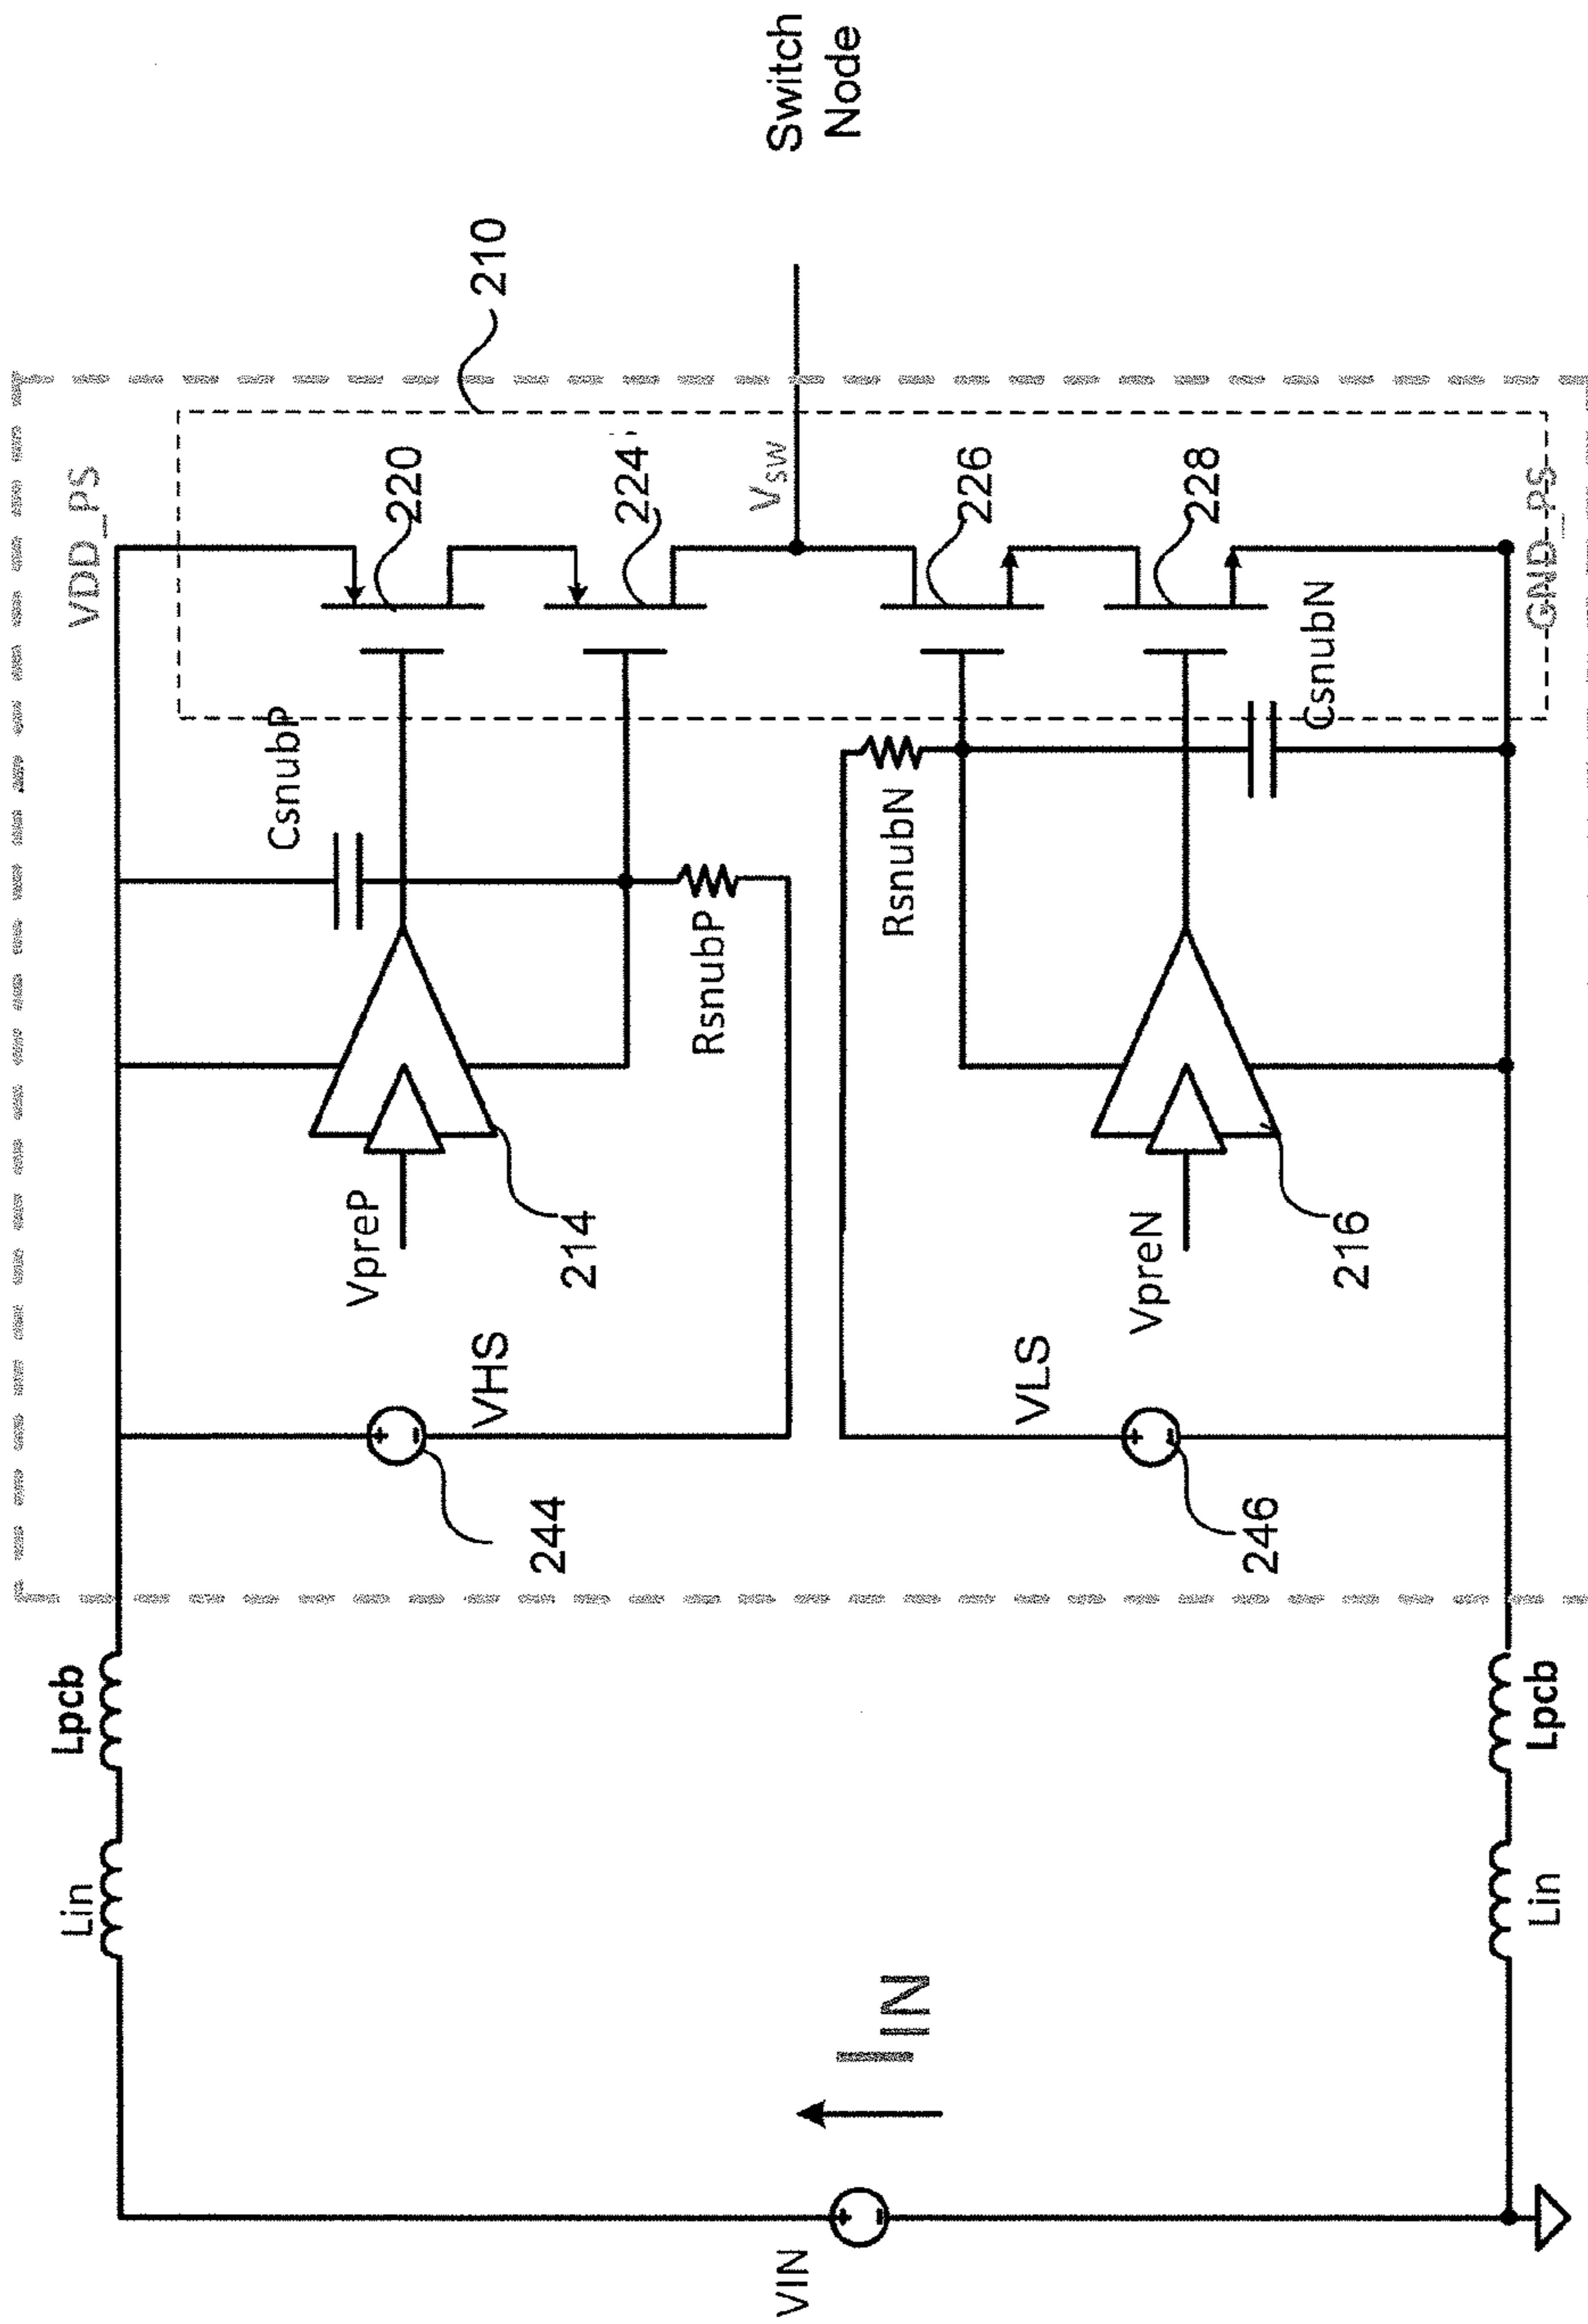 VIN
IIN
Lin
Lpcb
Lin
Lpcb
244
VHS
246
VLS
VpreP
214
VpreN
216
CsnubP
RsnubP
RsnubN
CsnubN
VDD_PS
220
224
VSW
226
228
GND_PS
210
Switch
Node